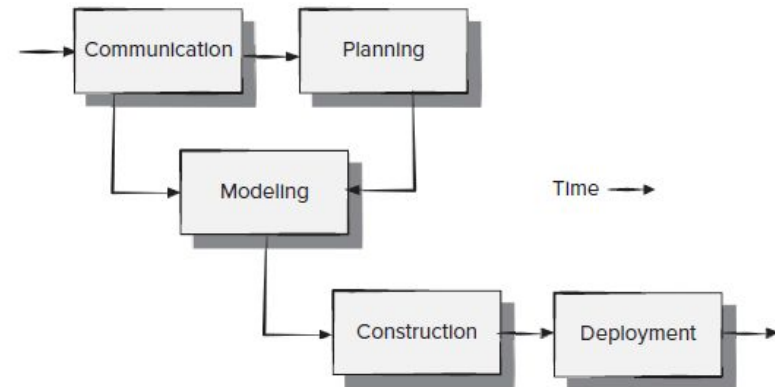 Communication
Planning
Modeling
Time
Construction
Deployment